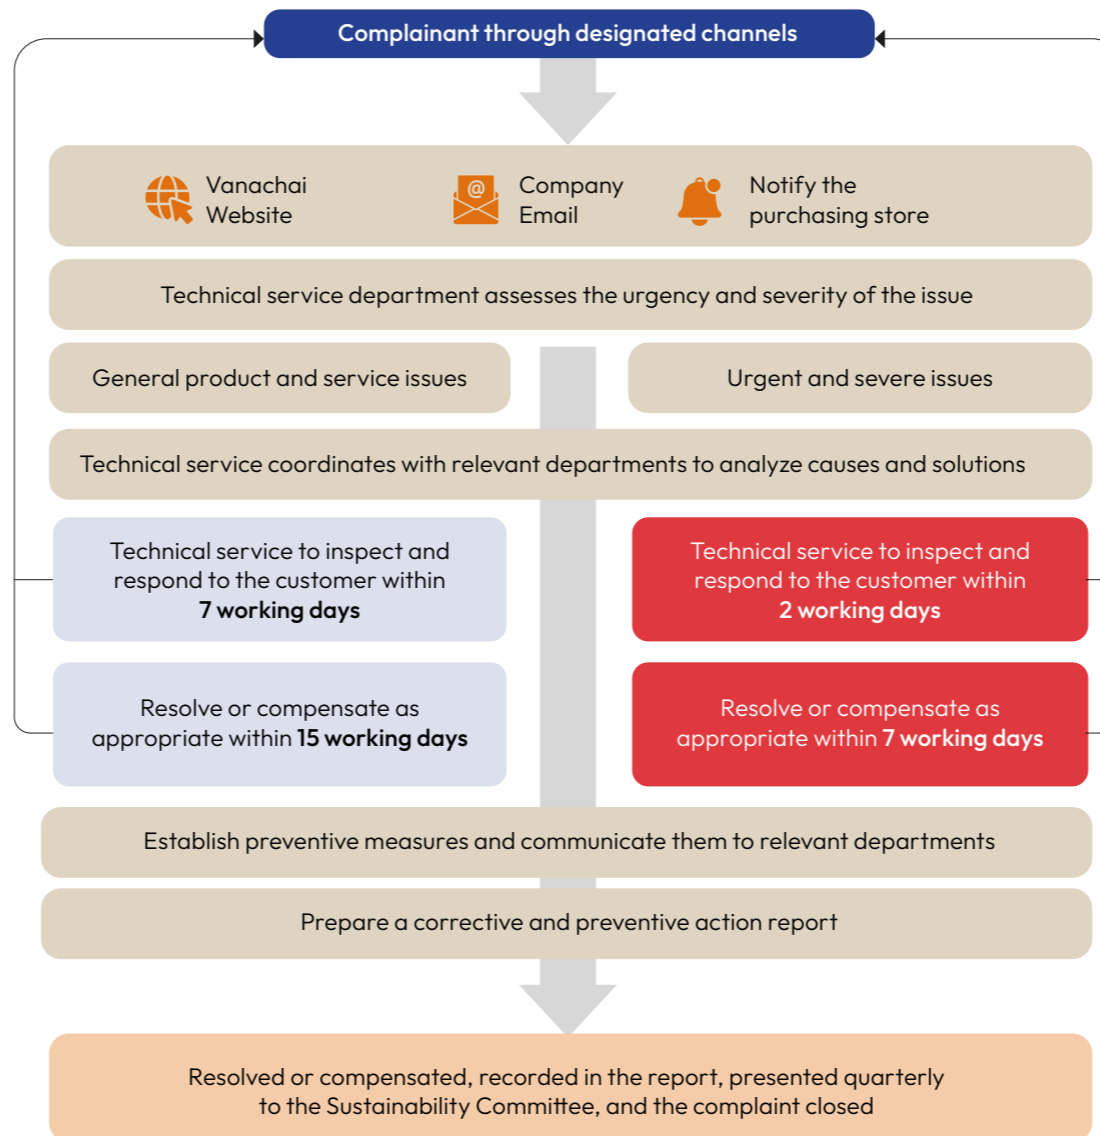 Complainant through designated channels
Vanachai
Website
@
Company
Email
Notify the
purchasing store
Technical service department assesses the urgency and severity of the issue
General product and service issues
Urgent and severe issues
Technical service coordinates with relevant departments to analyze causes and solutions
Technical service to inspect and
respond to the customer within
7 working days
Technical service to inspect and
respond to the customer within
2 working days
Resolve or compensate as
appropriate within 15 working days
Resolve or compensate as
appropriate within 7 working days
Establish preventive measures and communicate them to relevant departments
Prepare a corrective and preventive action report
Resolved or compensated, recorded in the report, presented quarterly
to the Sustainability Committee, and the complaint closed